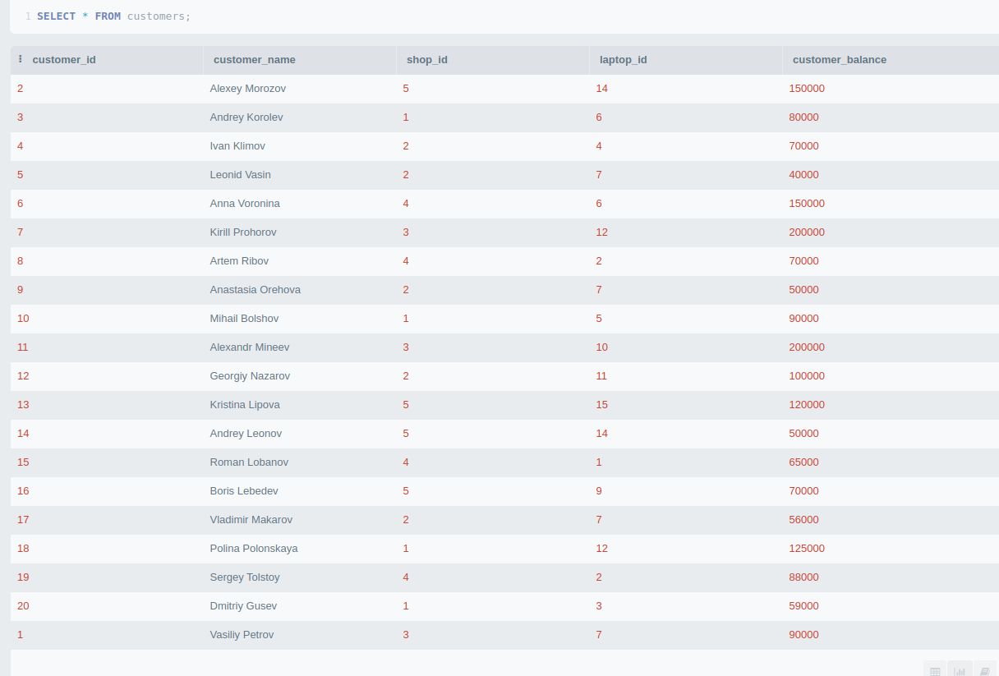 1 SELECT * FROM customers;
customer_id customer_name shop_id laptop_id customer_balance
2 Alexey Morozov 5 14 150000
3 Andrey Korolev 1 6 80000
4 Ivan Klimov 2 4 70000
5 Leonid Vasin 2 7 40000
6 Anna Voronina 4 6 150000
7 Kirill Prohorov 3 12 200000
8 Artem Ribov 4 2 70000
9 Anastasia Orehova 2 7 50000
10 Mihail Bolshov 1 5 90000
11 Alexandr Mineev 3 10 200000
12 Georgiy Nazarov 2 11 100000
13 Kristina Lipova 5 15 120000
14 Andrey Leonov 5 14 50000
15 Roman Lobanov 4 1 65000
16 Boris Lebedev 5 9 70000
17 Vladimir Makarov 2 7 56000
18 Polina Polonskaya 1 12 125000
19 Sergey Tolstoy 4 2 88000
20 Dmitriy Gusev 1 3 59000
1 Vasiliy Petrov 3 7 90000